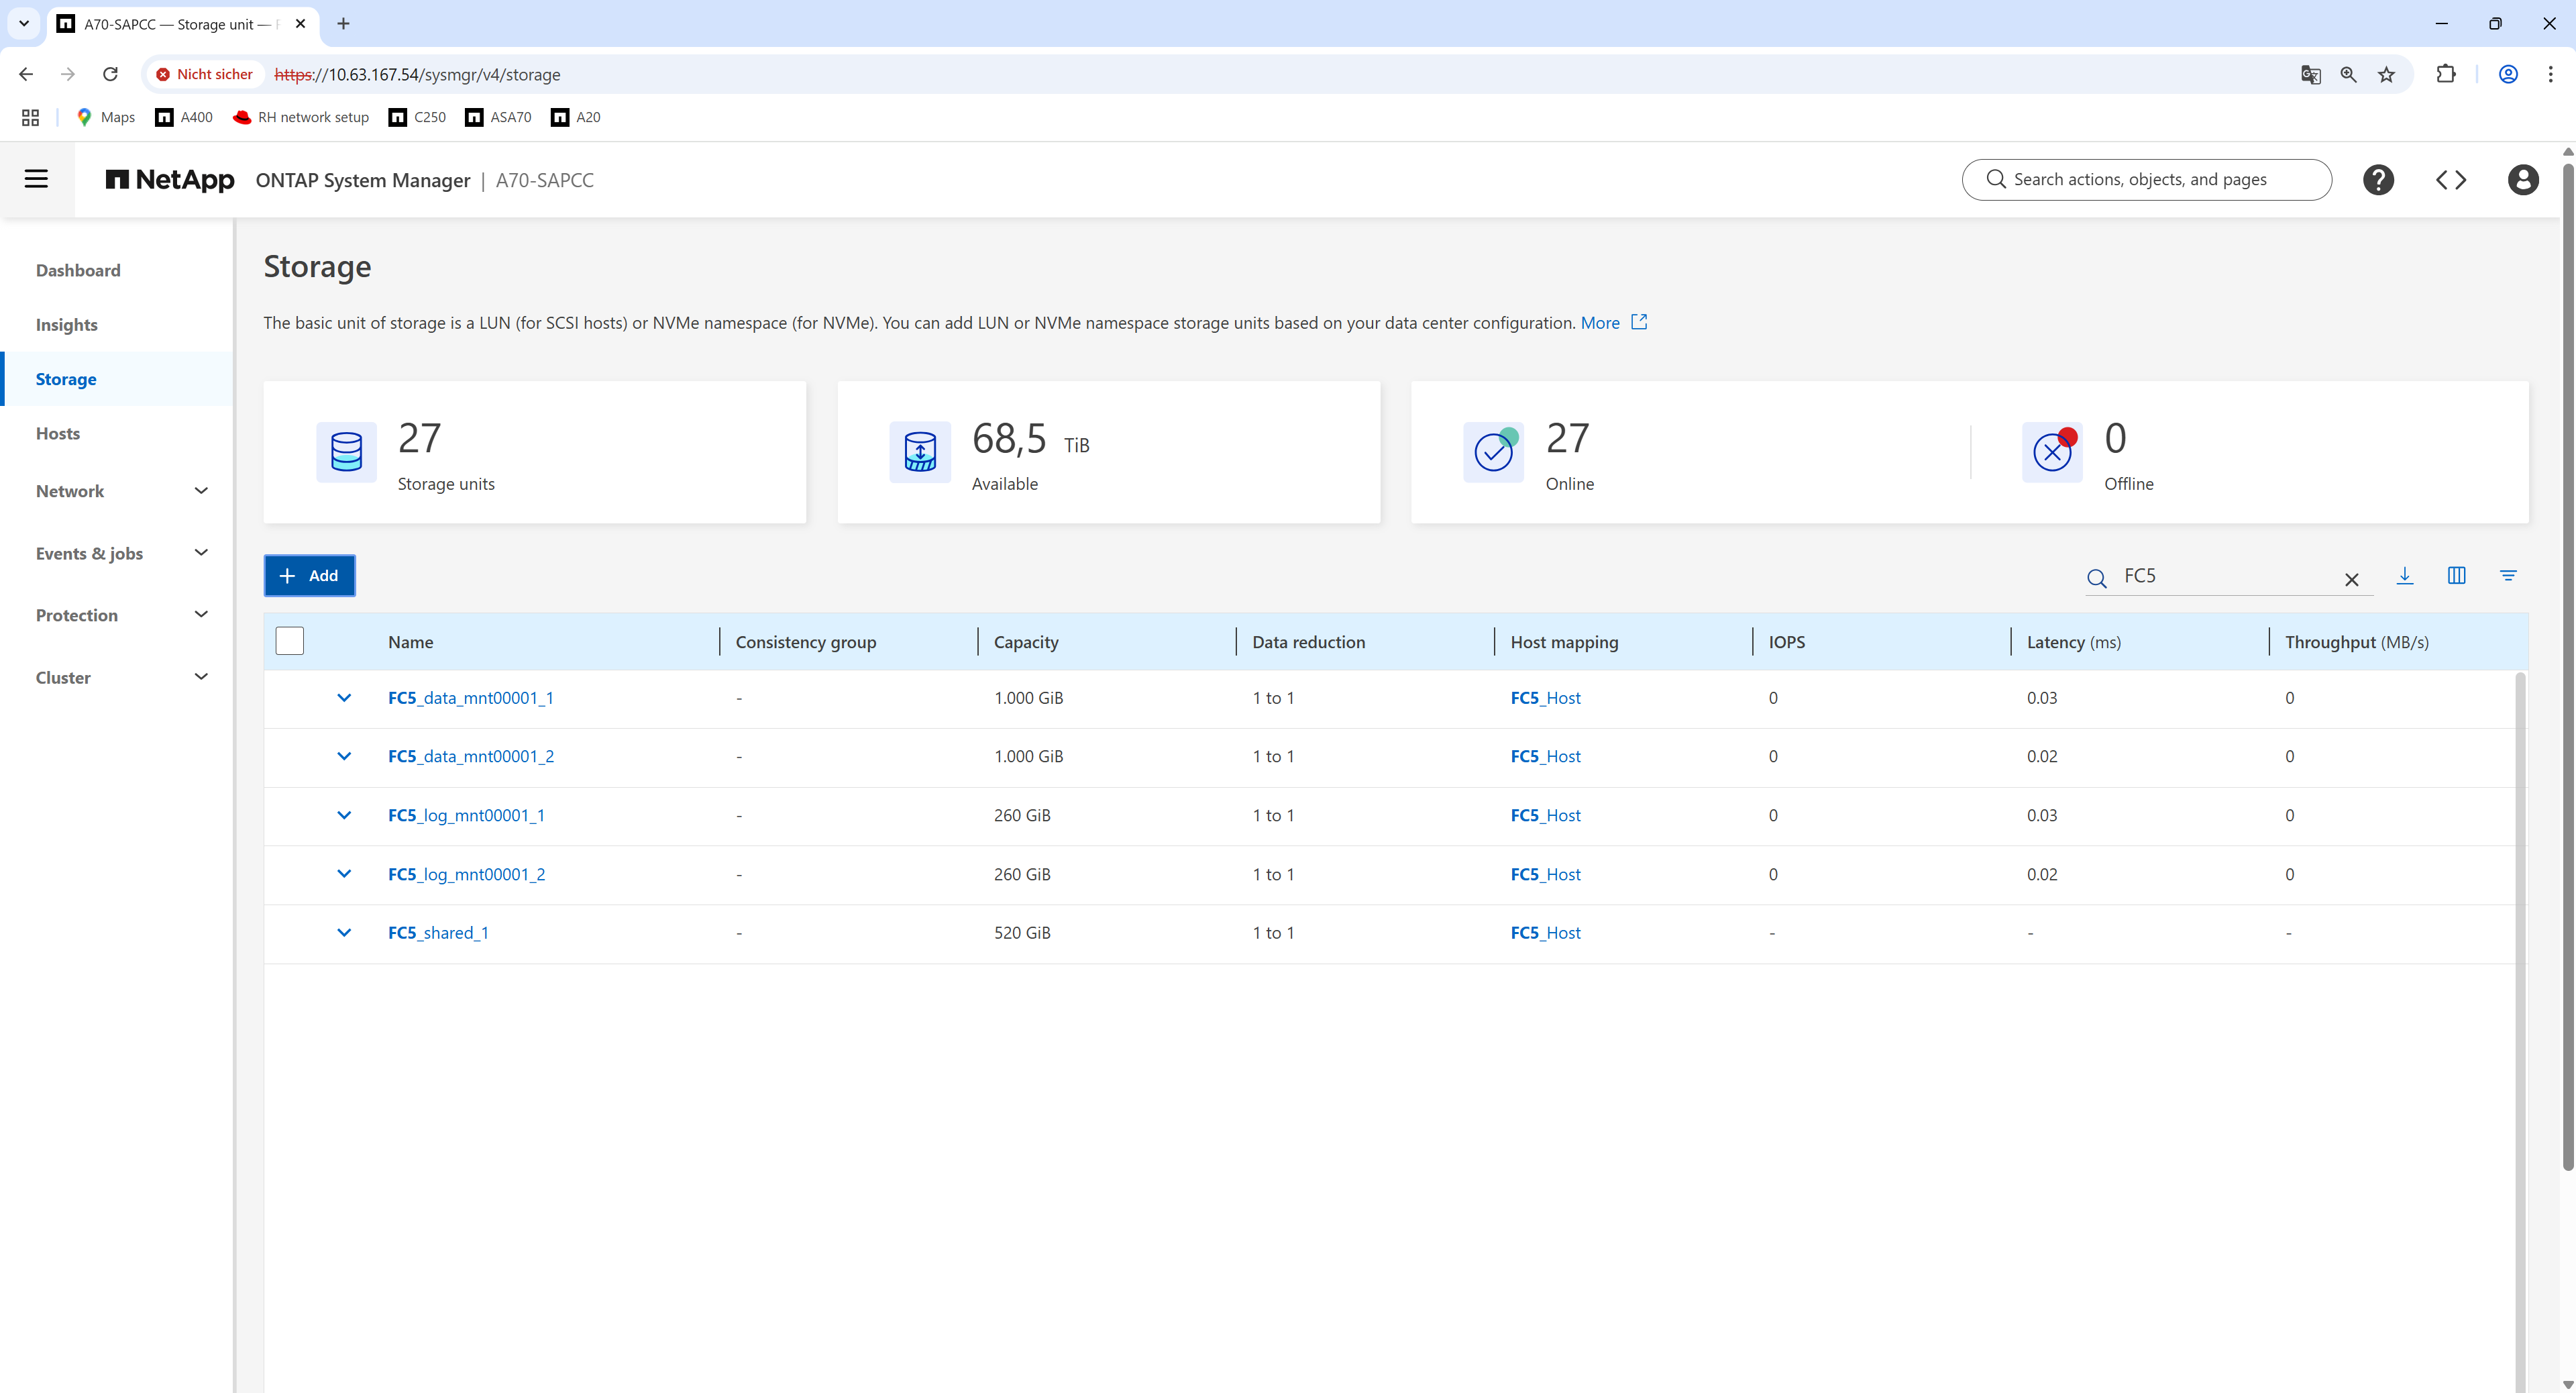 A70-SAPCC — Storage unit —
Nicht sicher https://10.63.167.54/sysmgr/v4/storage
Maps A400 RH network setup C250 ASA70 A20
NetApp ONTAP System Manager | A70-SAPCC Search actions, objects, and pages
Dashboard
Insights
Storage
Hosts
Network
Events & jobs
Protection
Cluster
Storage
The basic unit of storage is a LUN (for SCSI hosts) or NVMe namespace (for NVMe). You can add LUN or NVMe namespace storage units based on your data center configuration. More
27
Storage units
68,5 TiB
Available
27
Online
0
Offline
+ Add FC5
Name Consistency group Capacity Data reduction Host mapping IOPS Latency (ms) Throughput (MB/s)
FC5_data_mnt00001_1 - 1.000 GiB 1 to 1 FC5_Host 0 0.03 0
FC5_data_mnt00001_2 - 1.000 GiB 1 to 1 FC5_Host 0 0.02 0
FC5_log_mnt00001_1 - 260 GiB 1 to 1 FC5_Host 0 0.03 0
FC5_log_mnt00001_2 - 260 GiB 1 to 1 FC5_Host 0 0.02 0
FC5_shared_1 - 520 GiB 1 to 1 FC5_Host - - -